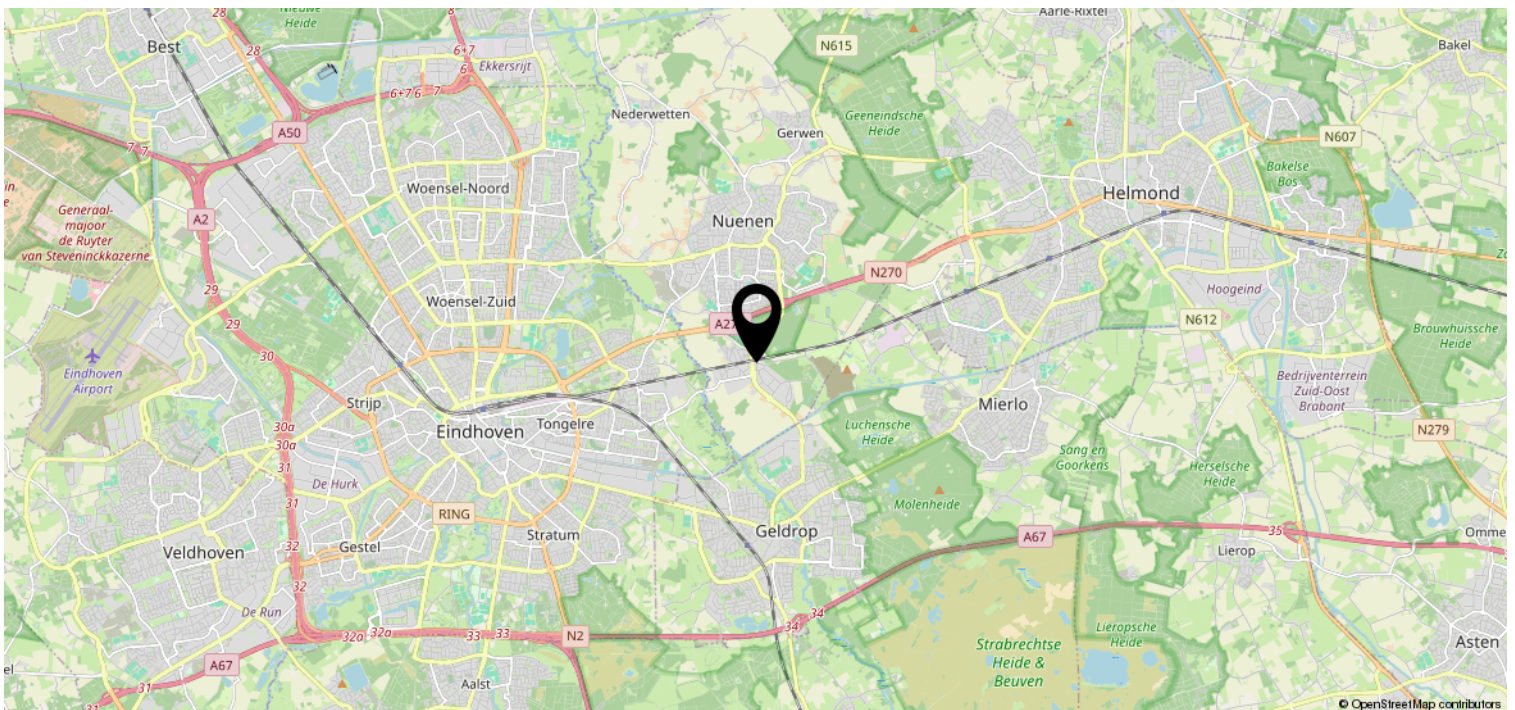 28
Nieuwe
Heide
8
Aarle-Rixtel
Best
28
6+7
6
Ekkersrijt
N615
Bakel
6+7 6
7
Nederwetten
Gerwen
Geeneindsche
Heide
A50
N607
7
7
Woensel-Noord
Bakelse
Bos
Helmond
Generaal-
majoor
de Ruyter
van Steveninckkazerne
A2
Nuenen
N270
29
Woensel-Zuid
Hoogeind
29
A27
N612
Brouwhuissche
Heide
30
Eindhoven
Airport
Bedrijventerrein
Zuid-Oost
Brabant
Strijp
Mierlo
30a
Eindhoven
Tongelre
Luchensche
Heide
N279
30a
31
Sang en
Goorkens
Herselsche
Heide
De Hurk
31
Molenheide
RING
Geldrop
35
Stratum
A67
Omme
32
Gestel
Veldhoven
Lierop
32
De Run
34
34
32a
32a
33
33
N2
Lieropsche
Heide
Strabrechtse
Heide &
Beuven
Asten
A67
el
31
Aalst
31
© OpenStreetMap contributors